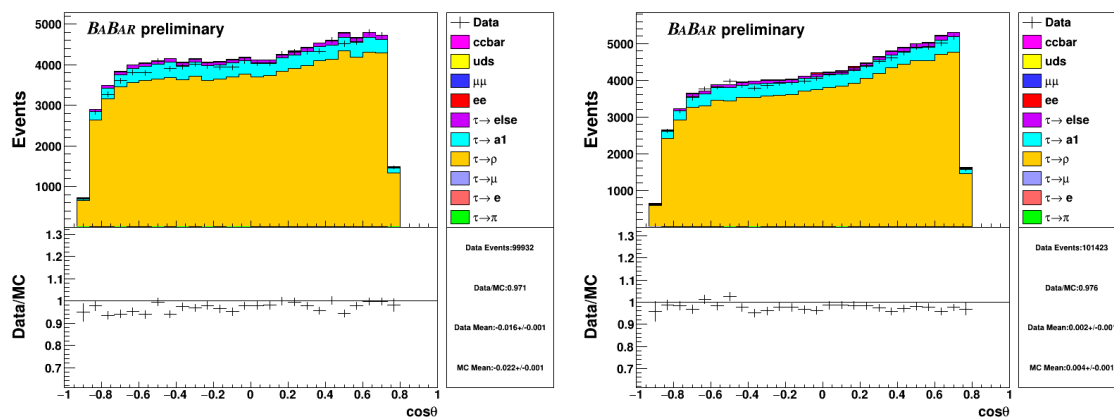 BABAR preliminary
Events
5000
4000
3000
2000
1000
Data
ccbar
uds
μμ
ee
τ→ else
τ→ a1
τ→ρ
τ→μ
τ→ e
τ→π
Data/MC
1.3
1.2
1.1
1
0.9
0.8
0.7
−1 −0.8 −0.6 −0.4 −0.2 0 0.2 0.4 0.6 0.8 1
cosθ
Data Events:99932
Data/MC:0.971
Data Mean:-0.016+/-0.001
MC Mean:-0.022+/-0.001
BABAR preliminary
Events
5000
4000
3000
2000
1000
Data
ccbar
uds
μμ
ee
τ→ else
τ→ a1
τ→ρ
τ→μ
τ→ e
τ→π
Data/MC
1.3
1.2
1.1
1
0.9
0.8
0.7
−1 −0.8 −0.6 −0.4 −0.2 0 0.2 0.4 0.6 0.8 1
cosθ
Data Events:101423
Data/MC:0.976
Data Mean:0.002+/-0.001
MC Mean:0.004+/-0.001